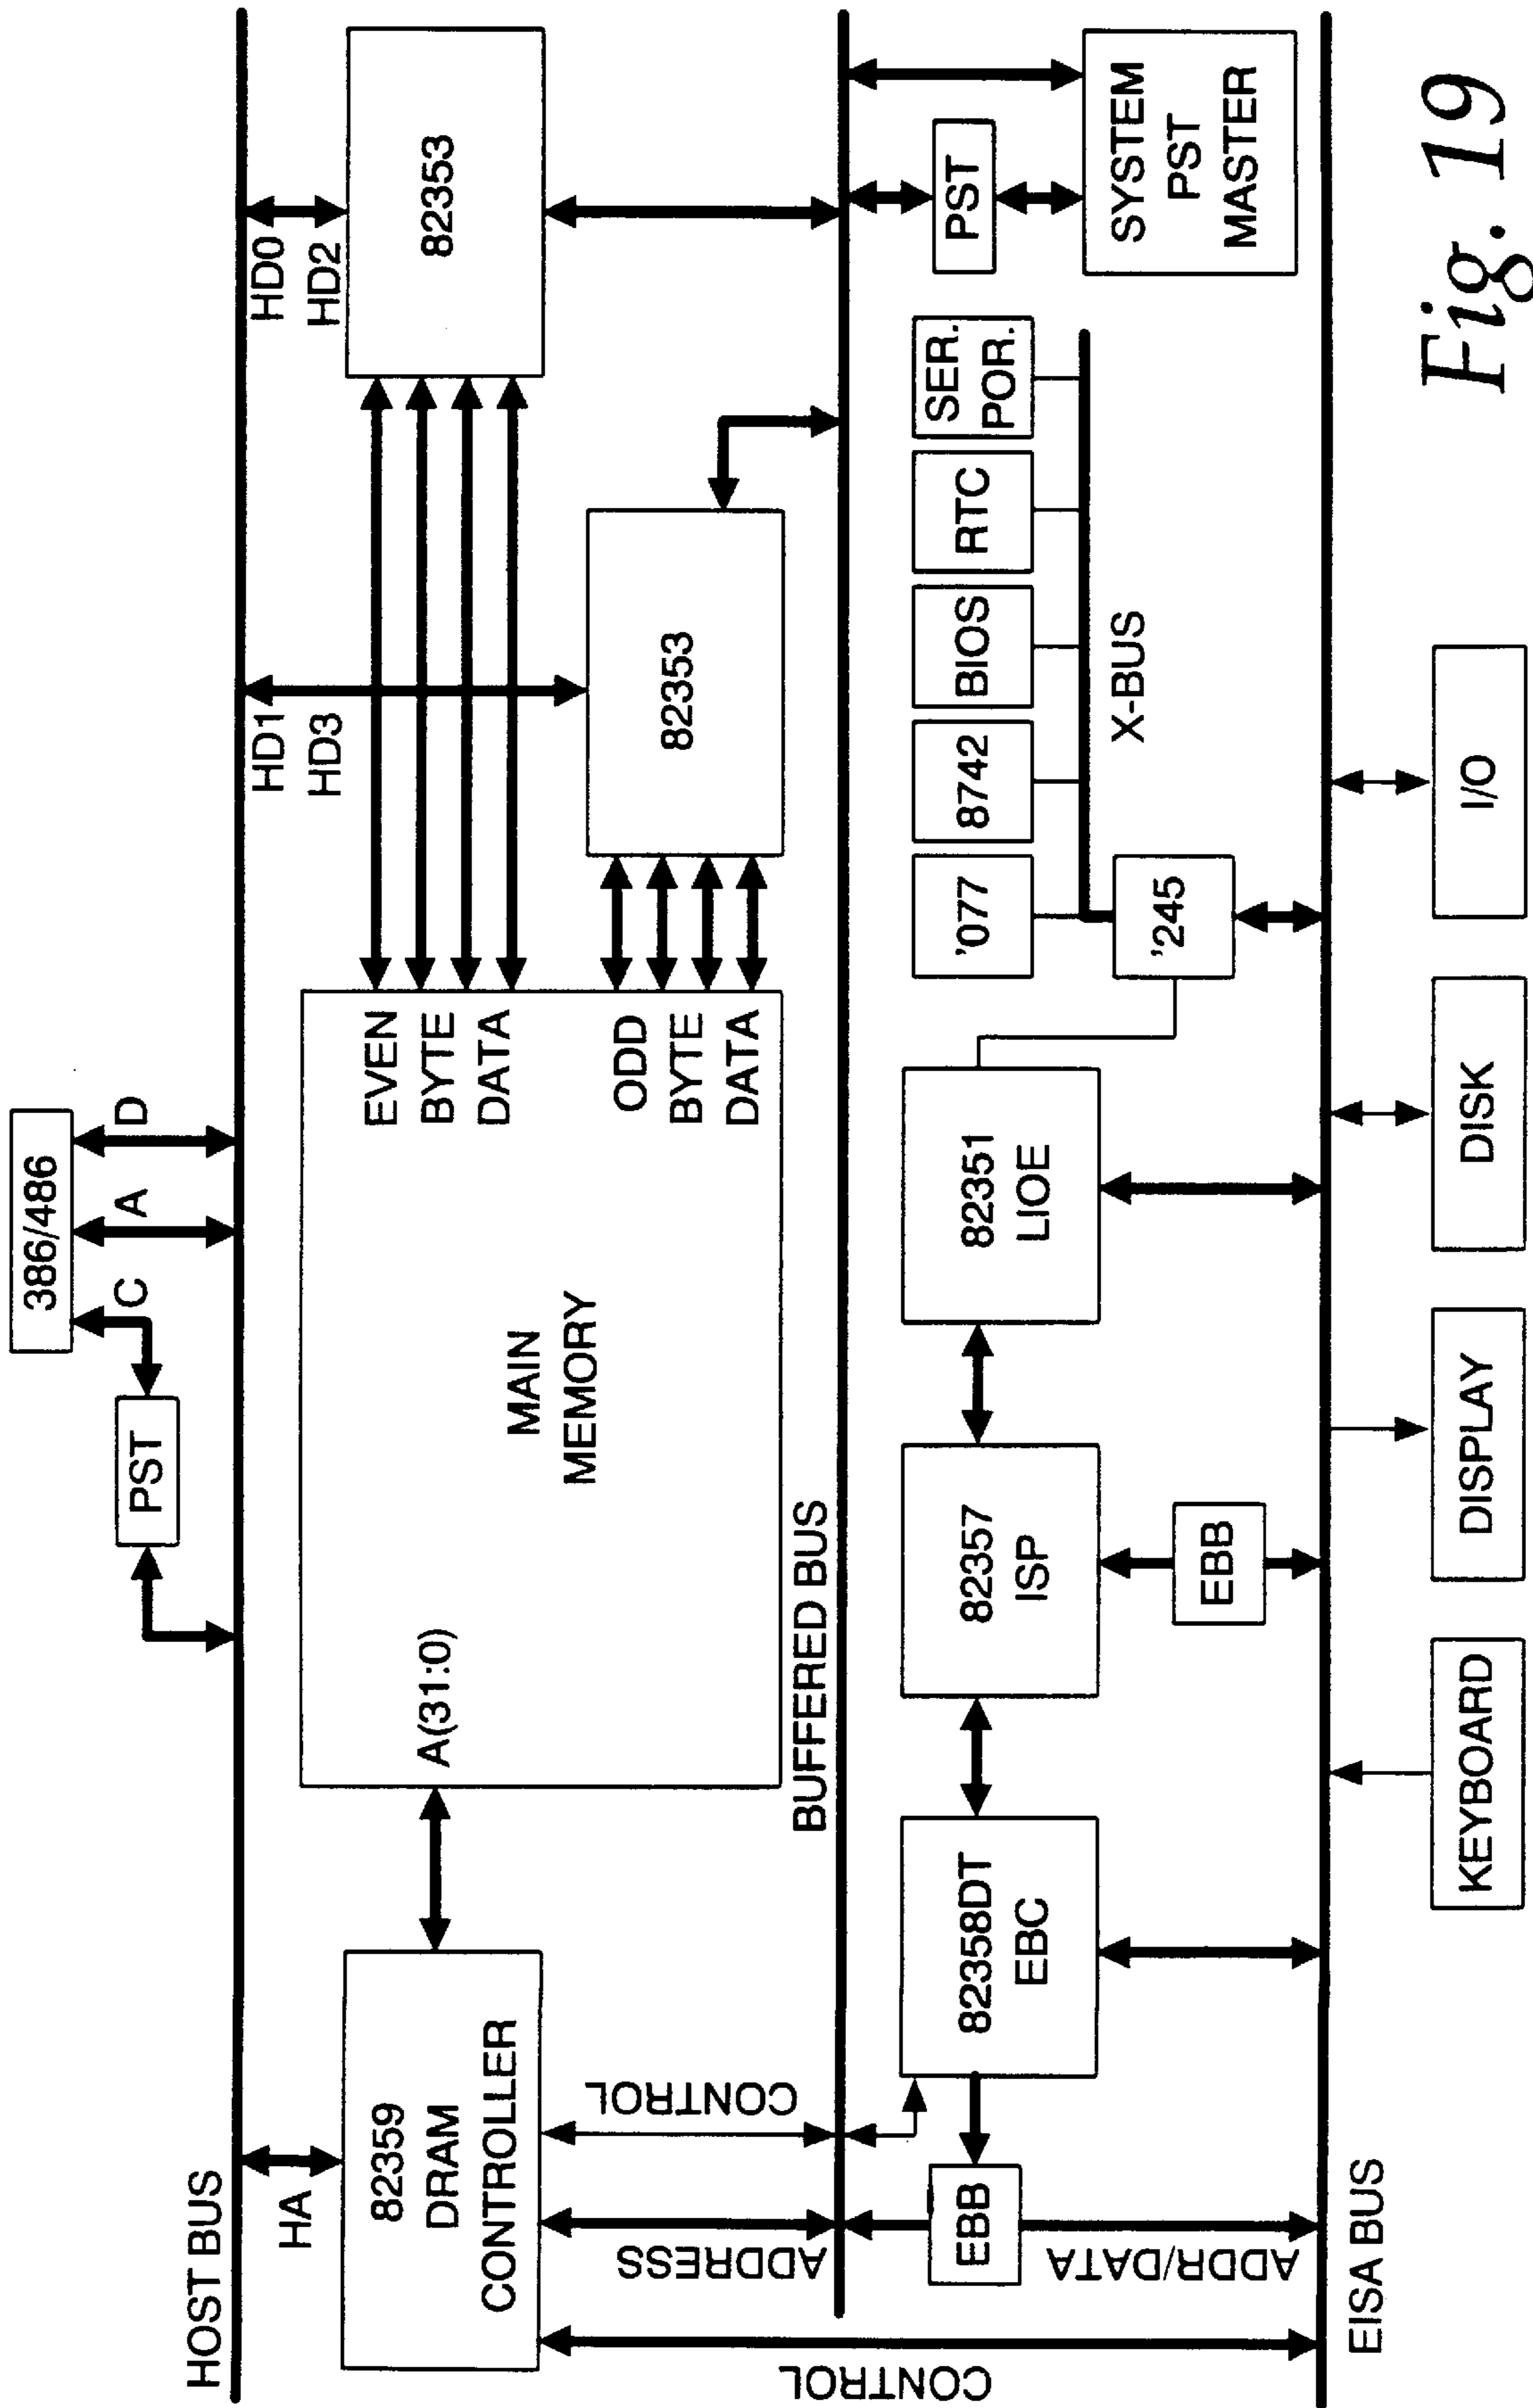 386/486
PST
C
A
D
HOST BUS
HA
HD1
HD3
HD0
HD2
82359
DRAM
CONTROLLER
A(31:0)
MAIN
MEMORY
EVEN
BYTE
DATA
ODD
BYTE
DATA
82353
82353
CONTROL
ADDRESS
CONTROL
BUFFERED BUS
EBB
ADDR/DATA
82358DT
EBC
82357
ISP
EBB
82351
LIOE
'077
8742
BIOS
RTC
SER.
POR.
'245
X-BUS
PST
SYSTEM
PST
MASTER
EISA BUS
KEYBOARD
DISPLAY
DISK
I/O
Fig. 19